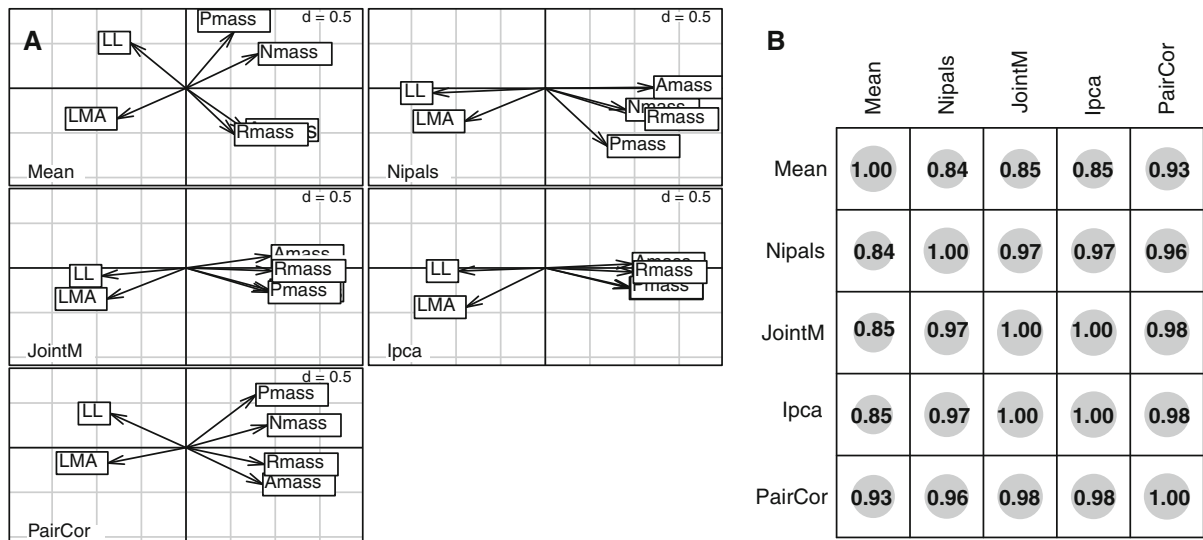 A
d = 0.5
Pmass
LL
Nmass
LMA
Rmass
Mean
d = 0.5
LL
Amass
LMA
Nmass
Rmass
Pmass
Nipals
d = 0.5
Amass
LL
Rmass
LMA
Pmass
JointM
d = 0.5
LL
Amass
Rmass
LMA
Pmass
Ipca
d = 0.5
Pmass
LL
Nmass
LMA
Rmass
Amass
PairCor
B
Mean Nipals JointM Ipca PairCor
Mean 1.00 0.84 0.85 0.85 0.93
Nipals 0.84 1.00 0.97 0.97 0.96
JointM 0.85 0.97 1.00 1.00 0.98
Ipca 0.85 0.97 1.00 1.00 0.98
PairCor 0.93 0.96 0.98 0.98 1.00